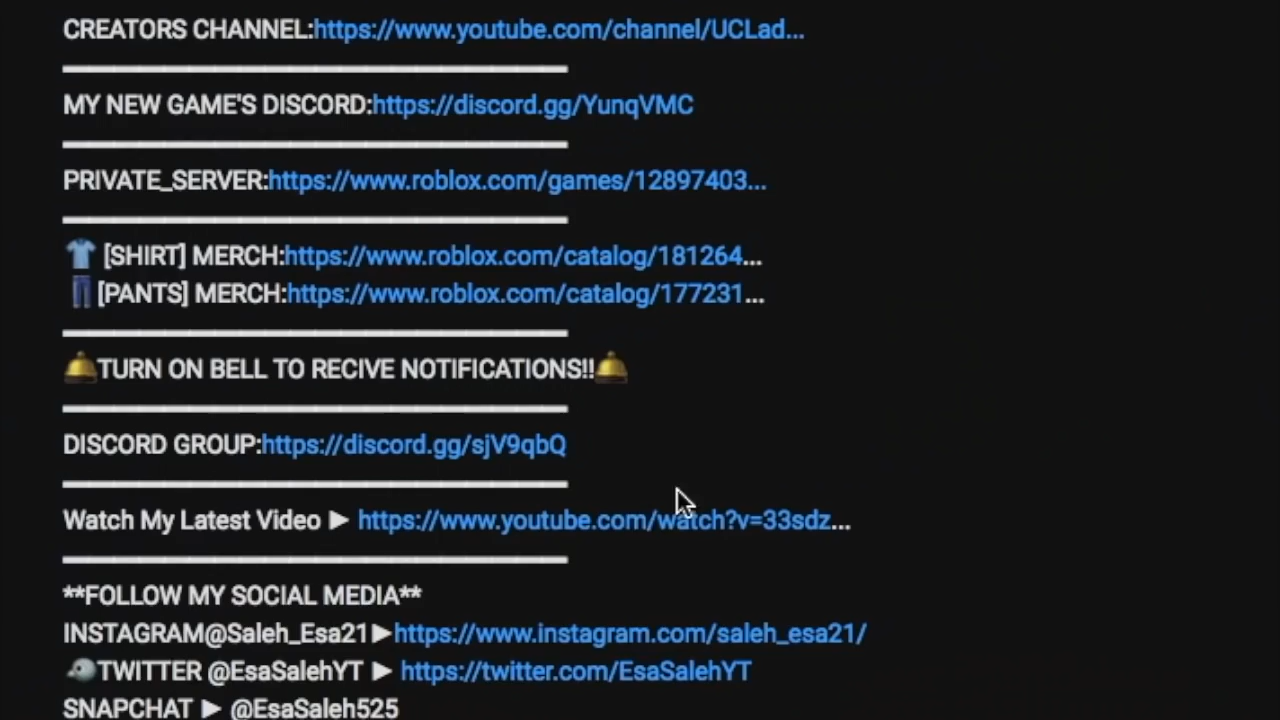 CREATORS CHANNEL:https://www.youtube.com/channel/UCLad...
MY NEW GAME'S DISCORD:https://discord.gg/YunqVMC
PRIVATE_SERVER:https://www.roblox.com/games/12897403...
[SHIRT] MERCH:https://www.roblox.com/catalog/181264...
[PANTS] MERCH:https://www.roblox.com/catalog/177231...
TURN ON BELL TO RECIVE NOTIFICATIONS!!
DISCORD GROUP:https://discord.gg/sjV9qbQ
Watch My Latest Video ► https://www.youtube.com/watch?v=33sdz...
**FOLLOW MY SOCIAL MEDIA**
INSTAGRAM@Saleh_Esa21►https://www.instagram.com/saleh_esa21/
TWITTER @EsaSalehYT ► https://twitter.com/EsaSalehYT
SNAPCHAT ► @EsaSaleh525